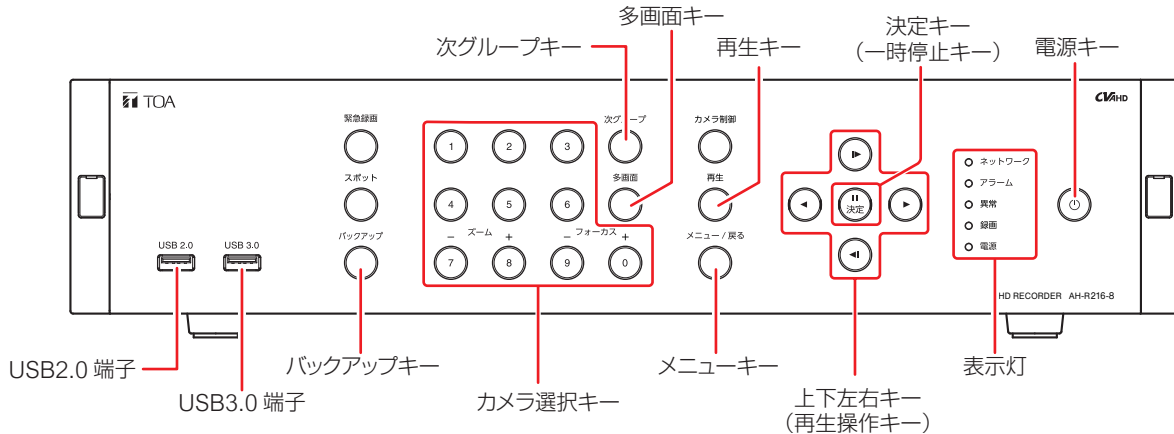 多画面キー
次グループキー
再生キー
決定キー
（一時停止キー）
電源キー
TOA
CVAHD
緊急録画
1
2
3
次グループ
カメラ制御
スポット
4
5
6
多画面
再生
決定
ネットワーク
アラーム
異常
録画
電源
USB 2.0
USB 3.0
バックアップ
− ズーム +
− フォーカス +
7
8
9
0
メニュー / 戻る
HD RECORDER AH-R216-8
USB2.0 端子
USB3.0 端子
バックアップキー
カメラ選択キー
メニューキー
上下左右キー
（再生操作キー）
表示灯